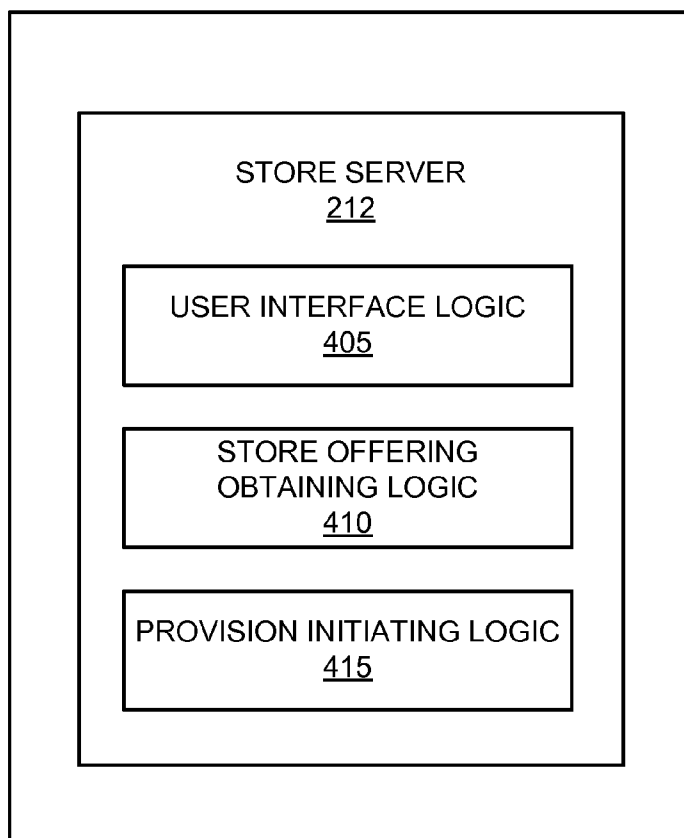 STORE SERVER
212
USER INTERFACE LOGIC
405
STORE OFFERING
OBTAINING LOGIC
410
PROVISION INITIATING LOGIC
415